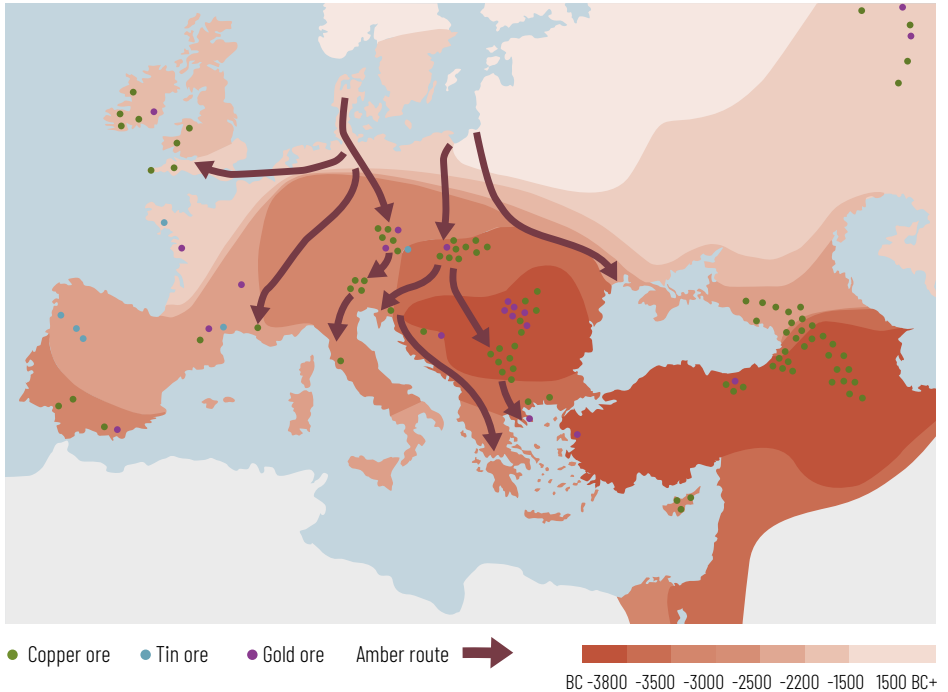 Copper ore
Tin ore
Gold ore
Amber route
BC -3800 -3500 -3000 -2500 -2200 -1500 1500 BC+